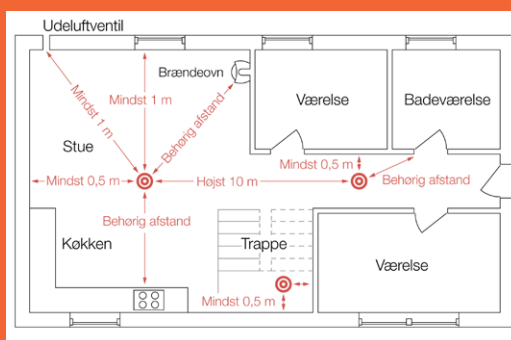 Udeluftventil
Mindst 1 m
Mindst 1 m
Brændeovn
Behørig afstand
Værelse
Badeværelse
Stue
Mindst 0,5 m
Højst 10 m
Mindst 0,5 m
Behørig afstand
Behørig afstand
Køkken
Trappe
Værelse
Mindst 0,5 m